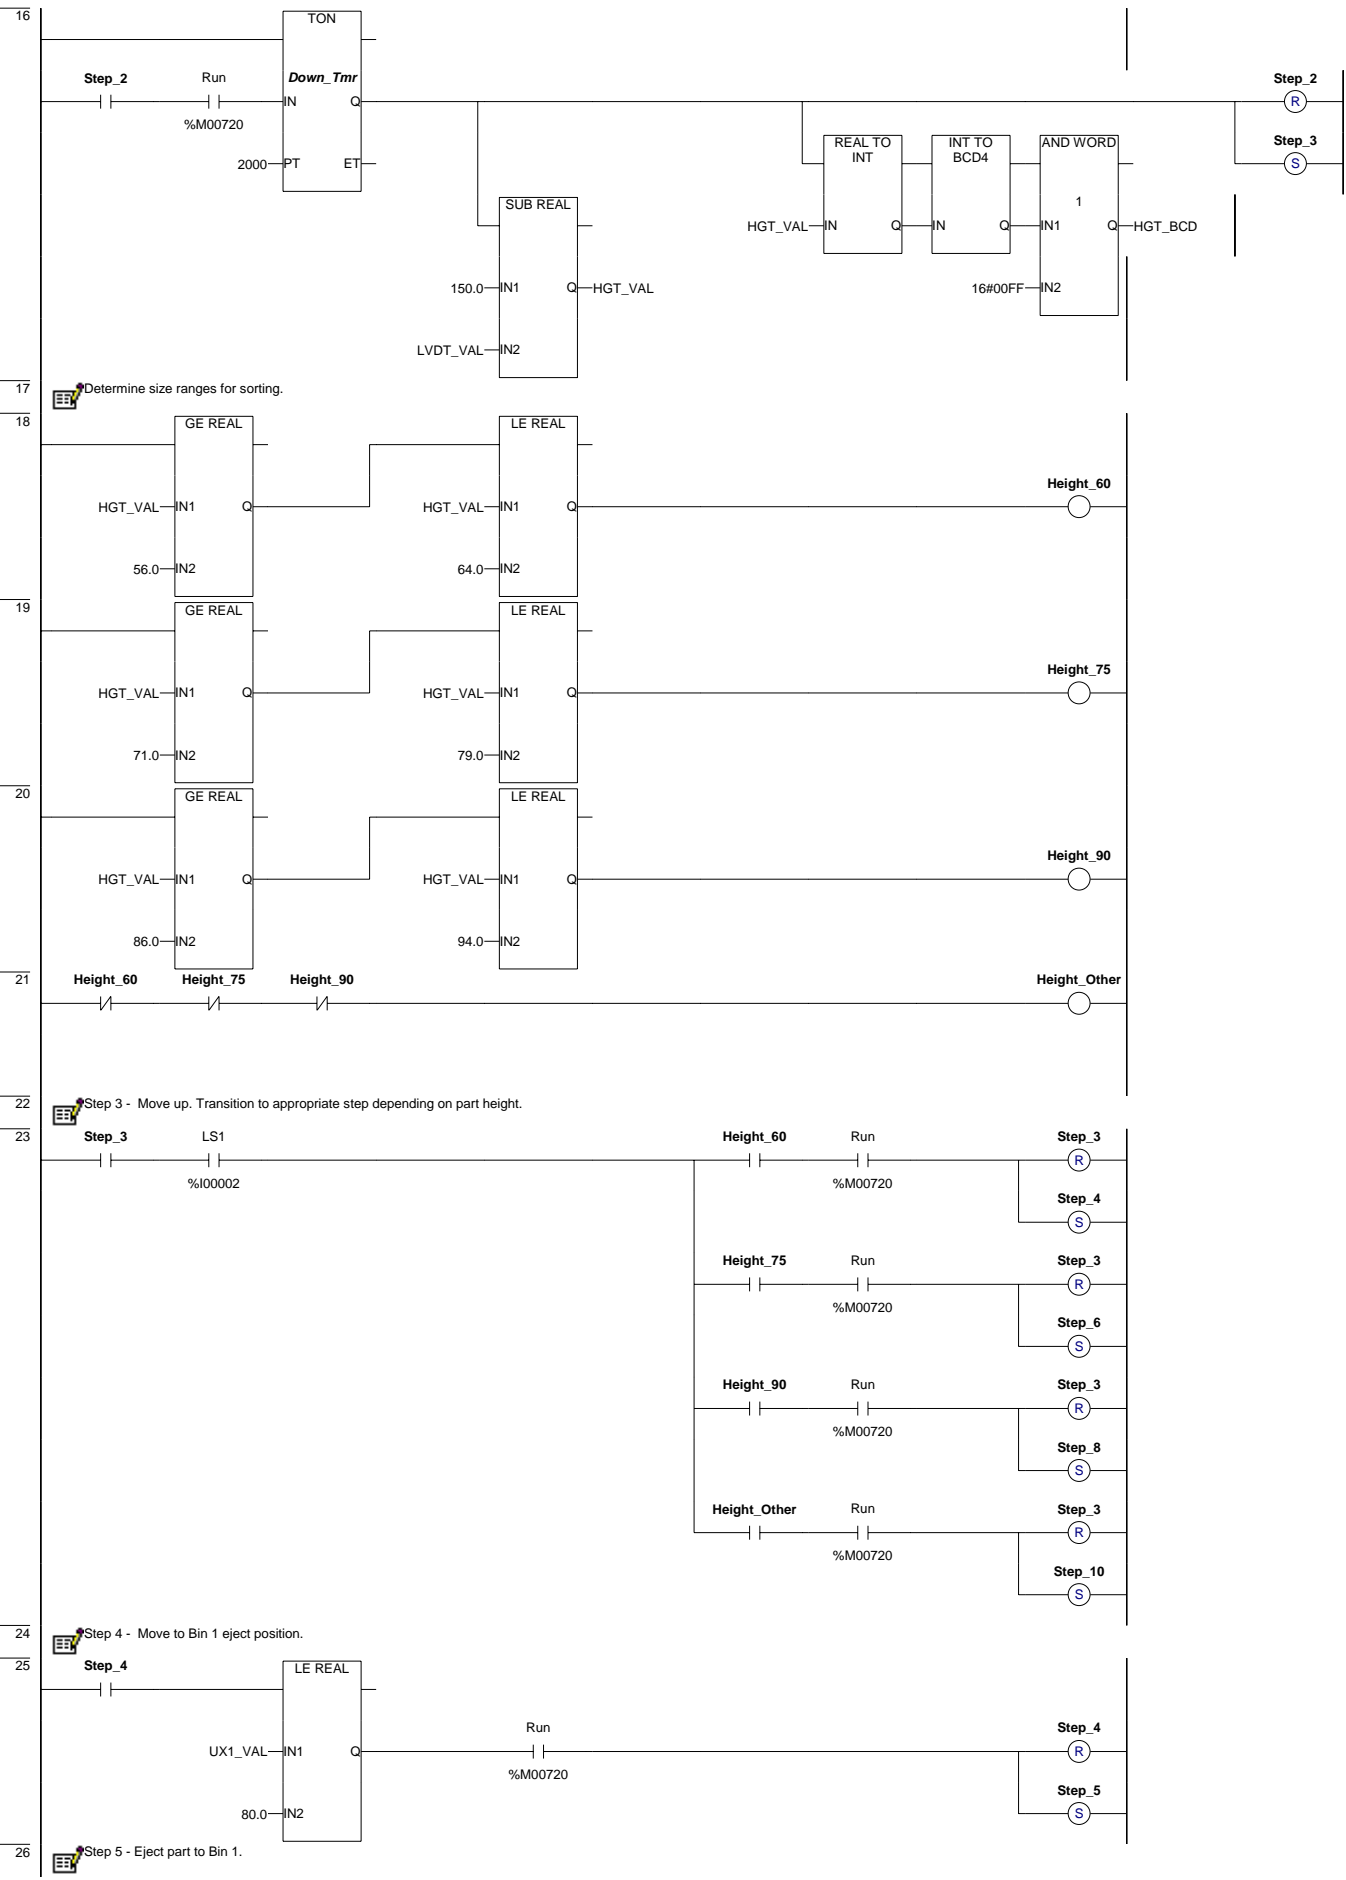 16
TON
Step_2 Run Down_Tmr Step_2
IN Q R
%M00720
REAL TO INT INT TO BCD4 AND WORD Step_3
2000 PT ET S
SUB REAL 1
HGT_VAL IN Q IN Q IN1 Q HGT_BCD
150.0 IN1 Q HGT_VAL 16#00FF IN2
LVDT_VAL IN2
17 Determine size ranges for sorting.
18
GE REAL LE REAL
Height_60
HGT_VAL IN1 Q HGT_VAL IN1 Q
56.0 IN2 64.0 IN2
19
GE REAL LE REAL
Height_75
HGT_VAL IN1 Q HGT_VAL IN1 Q
71.0 IN2 79.0 IN2
20
GE REAL LE REAL
Height_90
HGT_VAL IN1 Q HGT_VAL IN1 Q
86.0 IN2 94.0 IN2
21 Height_60 Height_75 Height_90 Height_Other
22 Step 3 - Move up. Transition to appropriate step depending on part height.
23 Step_3 LS1 Height_60 Run Step_3
R
%I00002 %M00720
Step_4
S
Height_75 Run Step_3
R
%M00720
Step_6
S
Height_90 Run Step_3
R
%M00720
Step_8
S
Height_Other Run Step_3
R
%M00720
Step_10
S
24 Step 4 - Move to Bin 1 eject position.
25 Step_4 LE REAL
Run Step_4
UX1_VAL IN1 Q R
%M00720
Step_5
80.0 IN2 S
26 Step 5 - Eject part to Bin 1.